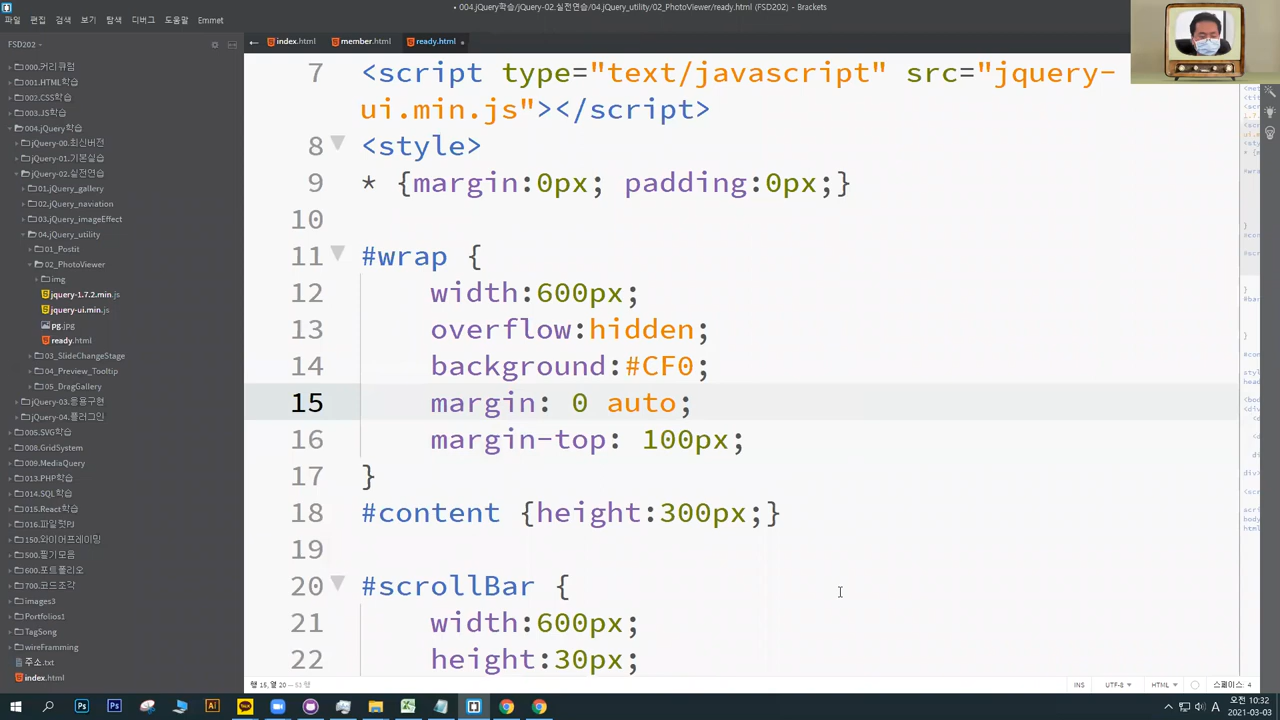 • 004.jQuery학습/jQuery-02.실전연습/04.jQuery_utility/02_PhotoViewer/ready.html (FSD202) - Brackets
파일 편집 검색 보기 탐색 디버그 도움말 Emmet
FSD202
000.커리큘럼
001.HTML학습
002.CSS학습
003.JS학습
004.jQuery학습
jQuery-00.최신버전
jQuery-01.기본실습
jQuery-02.실전연습
01.jQuery_gallery
02.jQuery_naviation
03.jQuery_imageEffect
04.jQuery_utility
01_Postit
02_PhotoViewer
img
jquery-1.7.2.min.js
jquery-ui.min.js
pg.jpg
ready.html
03_SlideChangeStage
04_Preview_Tooltip
05_DragGallery
jQuery-03.응용구현
jQuery-04.플러그인
005.SVG학습
008.GridSystem
009.MediaQuery
013.PHP학습
014.SQL학습
015.React학습
016.파일럿PJ
150.와이어프레이밍
500.필기모음
600.포트폴리오
700.코드조각
images3
Portfolios1
TagSong
wireFramming
주소.txt
index.html
index.html member.html ready.html
7 <script type="text/javascript" src="jquery-
ui.min.js"></script>
8 <style>
9 * {margin:0px; padding:0px;}
10
11 #wrap {
12 width:600px;
13 overflow:hidden;
14 background:#CF0;
15 margin: 0 auto;
16 margin-top: 100px;
17 }
18 #content {height:300px;}
19
20 #scrollBar {
21 width:600px;
22 height:30px;
행 15, 열 20 — 53 행
INS UTF-8 HTML 스페이스: 4
오전 10:32
2021-03-03